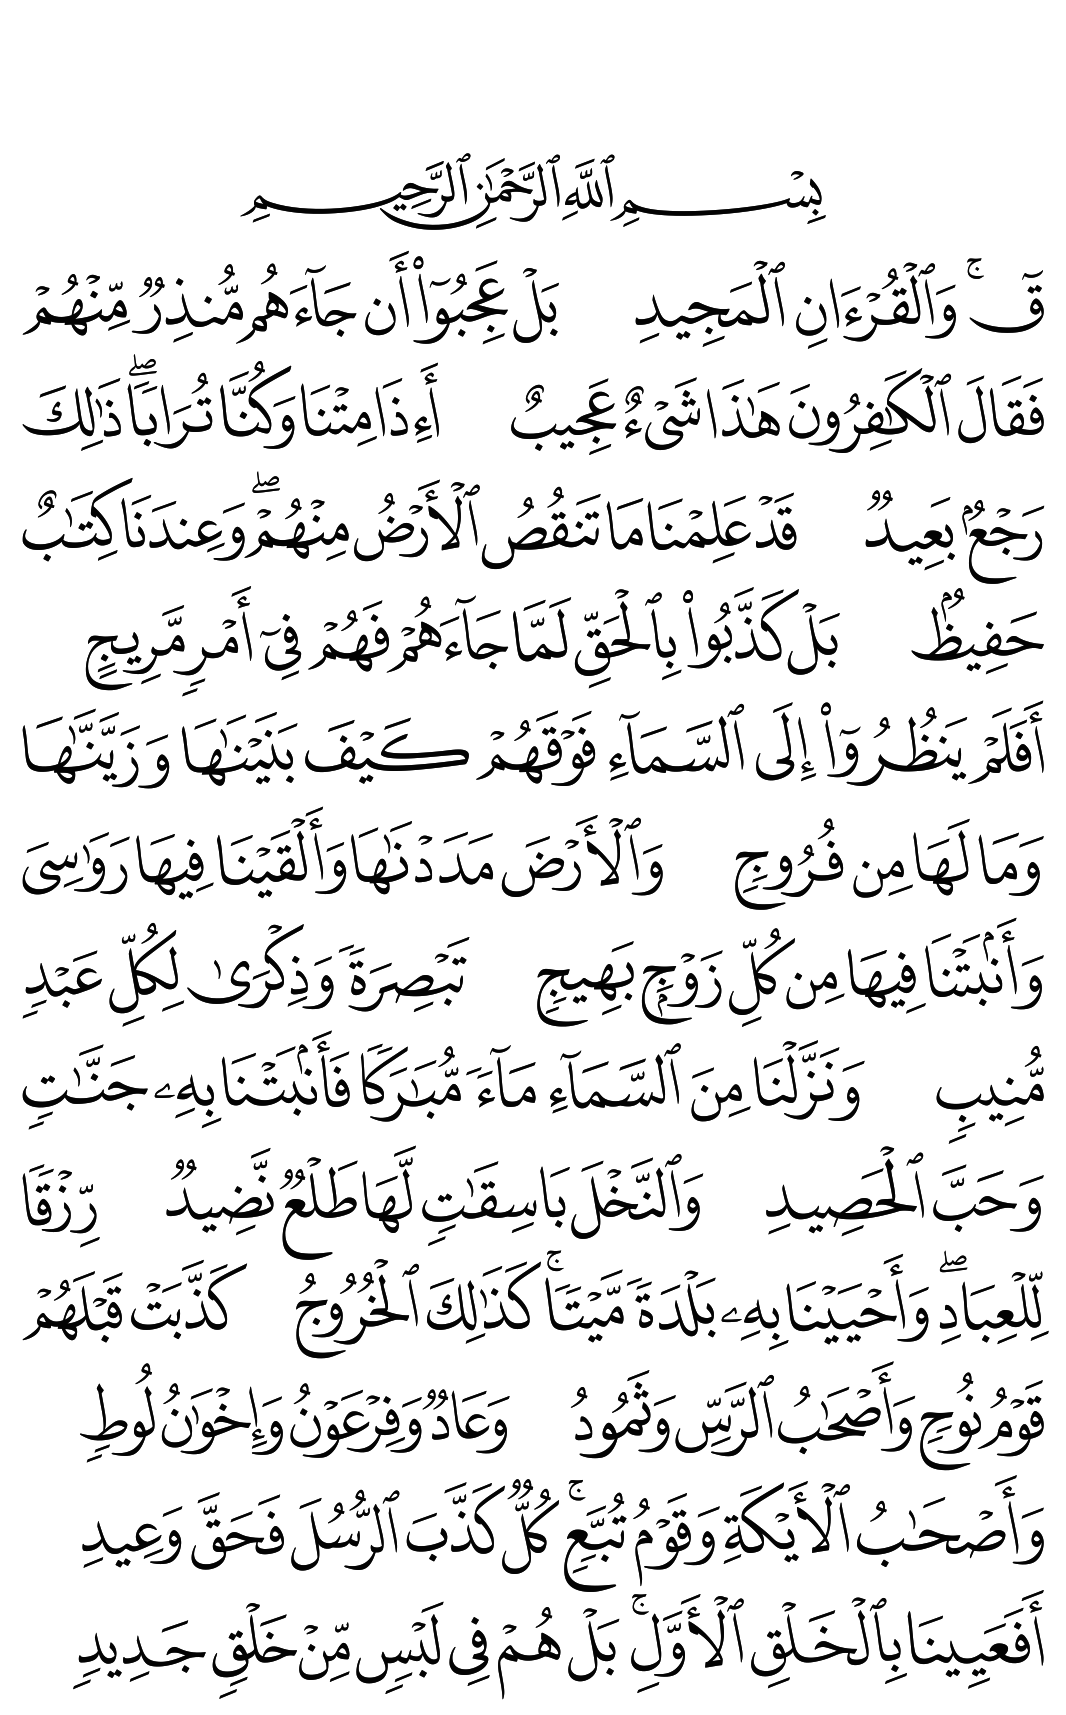 بِسْمِ ٱللَّهِ ٱلرَّحْمَٰنِ ٱلرَّحِيمِ
قٓۚ وَٱلْقُرْءَانِ ٱلْمَجِيدِ بَلْ عَجِبُوٓا۟ أَن جَآءَهُم مُّنذِرٌ مِّنْهُمْ
فَقَالَ ٱلْكَٰفِرُونَ هَٰذَا شَىْءٌ عَجِيبٌ أَءِذَا مِتْنَا وَكُنَّا تُرَابًاۖ ذَٰلِكَ
رَجْعٌۢ بَعِيدٌ قَدْ عَلِمْنَا مَا تَنقُصُ ٱلْأَرْضُ مِنْهُمْۖ وَعِندَنَا كِتَٰبٌ
حَفِيظٌۢ بَلْ كَذَّبُوا۟ بِٱلْحَقِّ لَمَّا جَآءَهُمْ فَهُمْ فِىٓ أَمْرٍ مَّرِيجٍ
أَفَلَمْ يَنظُرُوٓا۟ إِلَى ٱلسَّمَآءِ فَوْقَهُمْ كَيْفَ بَنَيْنَٰهَا وَزَيَّنَّٰهَا
وَمَا لَهَا مِن فُرُوجٍ وَٱلْأَرْضَ مَدَدْنَٰهَا وَأَلْقَيْنَا فِيهَا رَوَٰسِىَ
وَأَنۢبَتْنَا فِيهَا مِن كُلِّ زَوْجٍۭ بَهِيجٍ تَبْصِرَةً وَذِكْرَىٰ لِكُلِّ عَبْدٍ
مُّنِيبٍ وَنَزَّلْنَا مِنَ ٱلسَّمَآءِ مَآءً مُّبَٰرَكًا فَأَنۢبَتْنَا بِهِۦ جَنَّٰتٍ
وَحَبَّ ٱلْحَصِيدِ وَٱلنَّخْلَ بَاسِقَٰتٍ لَّهَا طَلْعٌ نَّضِيدٌ رِّزْقًا
لِّلْعِبَادِۖ وَأَحْيَيْنَا بِهِۦ بَلْدَةً مَّيْتًاۚ كَذَٰلِكَ ٱلْخُرُوجُ كَذَّبَتْ قَبْلَهُمْ
قَوْمُ نُوحٍ وَأَصْحَٰبُ ٱلرَّسِّ وَثَمُودُ وَعَادٌ وَفِرْعَوْنُ وَإِخْوَٰنُ لُوطٍ
وَأَصْحَٰبُ ٱلْأَيْكَةِ وَقَوْمُ تُبَّعٍۚ كُلٌّ كَذَّبَ ٱلرُّسُلَ فَحَقَّ وَعِيدِ
أَفَعَيِينَا بِٱلْخَلْقِ ٱلْأَوَّلِۚ بَلْ هُمْ فِى لَبْسٍ مِّنْ خَلْقٍ جَدِيدٍ